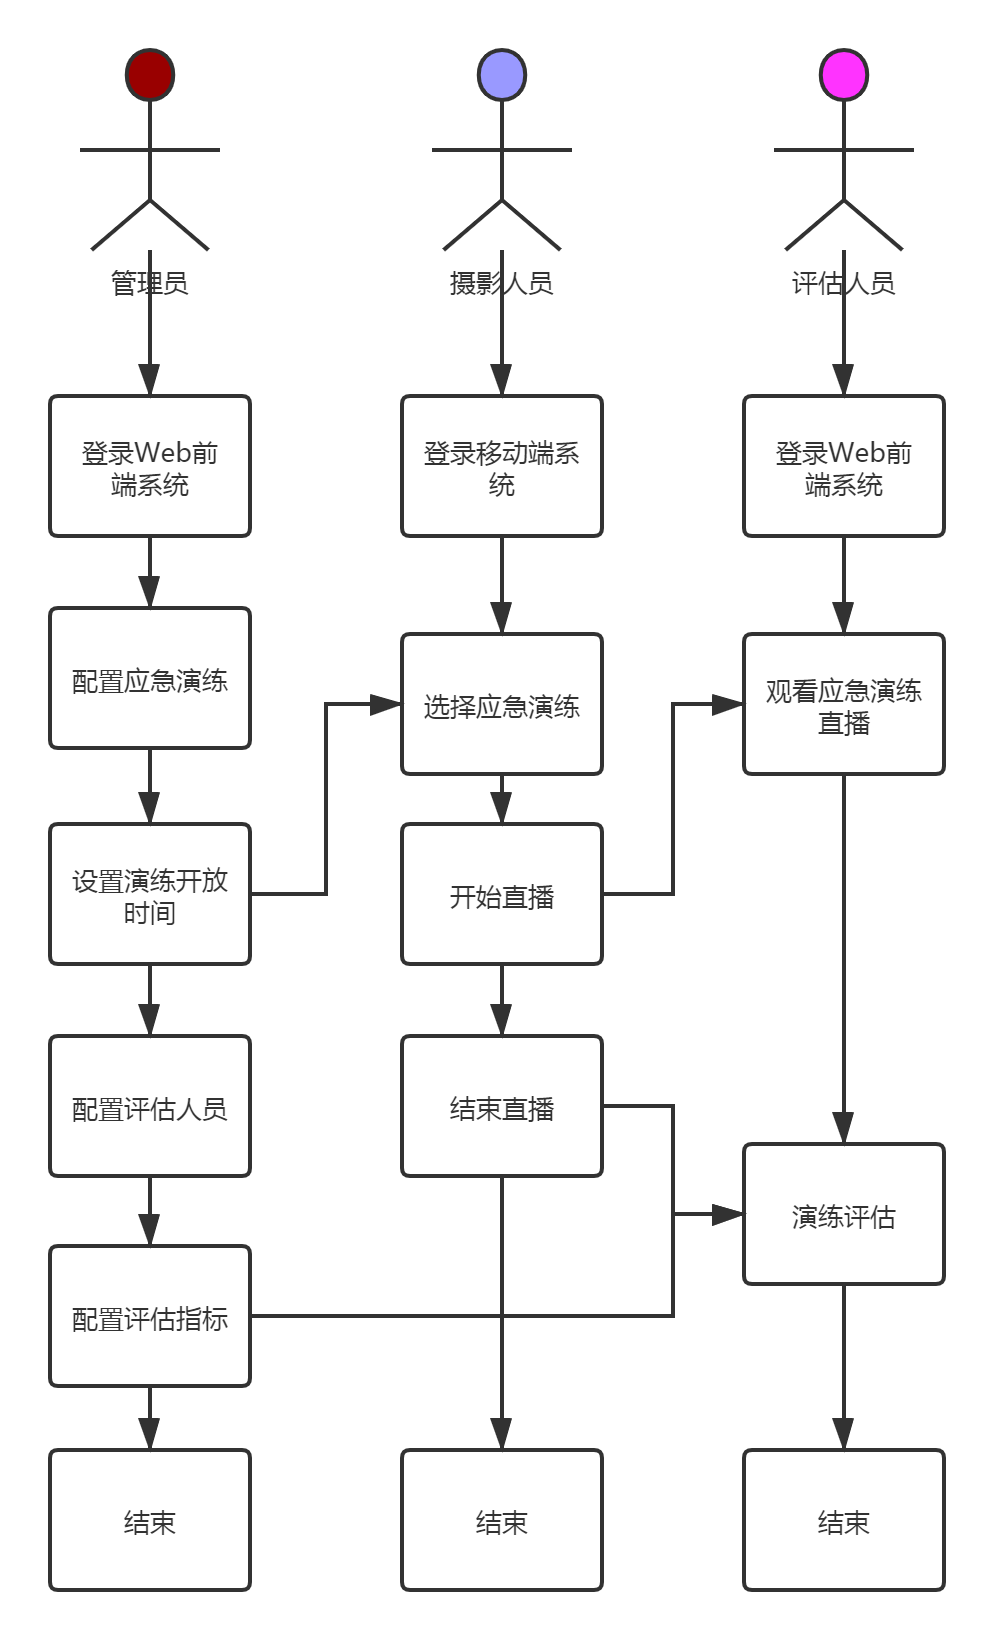 管理员
摄影人员
评估人员
登录Web前
端系统
登录移动端系
统
登录Web前
端系统
配置应急演练
选择应急演练
观看应急演练
直播
设置演练开放
时间
开始直播
配置评估人员
结束直播
演练评估
配置评估指标
结束
结束
结束